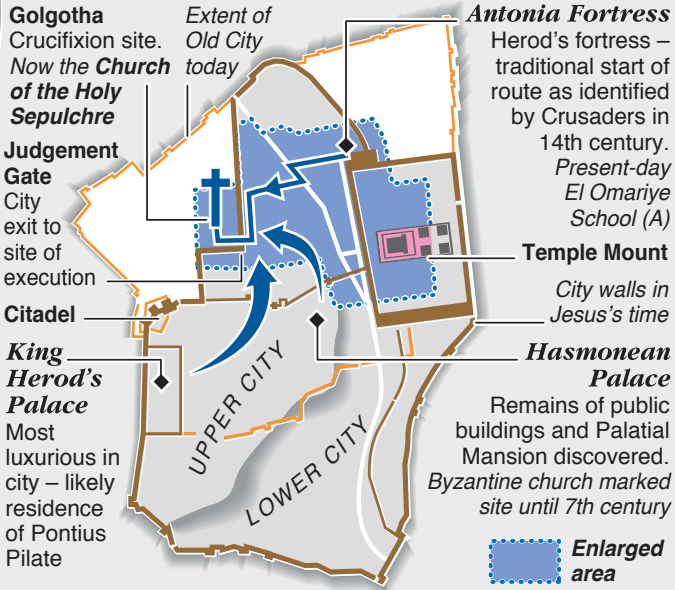 Golgotha
Crucifixion site.
Now the Church
of the Holy
Sepulchre
Extent of
Old City
today
Antonia Fortress
Herod's fortress –
traditional start of
route as identified
by Crusaders in
14th century.
Present-day
El Omariye
School (A)
Judgement
Gate
City
exit to
site of
execution
Temple Mount
City walls in
Jesus's time
Citadel
King
Herod's
Palace
Most
luxurious in
city – likely
residence
of Pontius
Pilate
UPPER CITY
LOWER CITY
Hasmonean
Palace
Remains of public
buildings and Palatial
Mansion discovered.
Byzantine church marked
site until 7th century
Enlarged
area